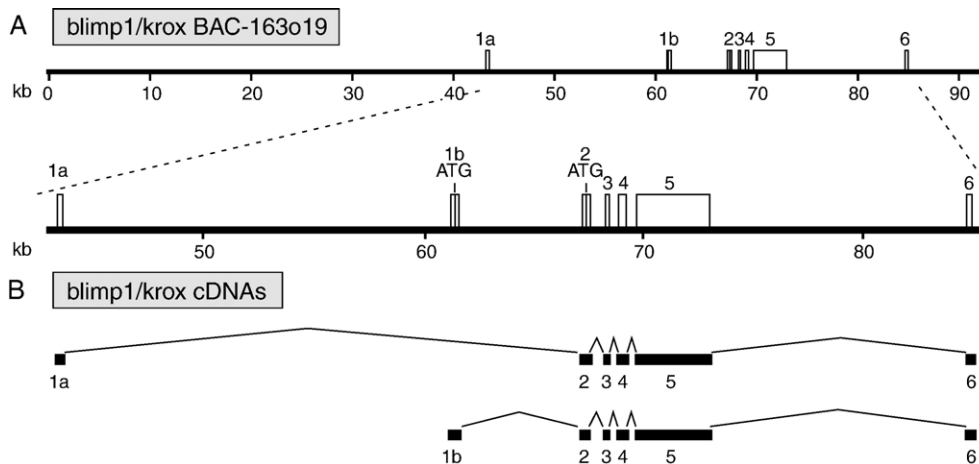 A
blimp1/krox BAC-163o19
1a 1b 2 3 4 5 6
kb 0 10 20 30 40 50 60 70 80 90
1a 1b 2 3 4 5 6
ATG ATG
kb 50 60 70 80
B
blimp1/krox cDNAs
1a 2 3 4 5 6
1b 2 3 4 5 6